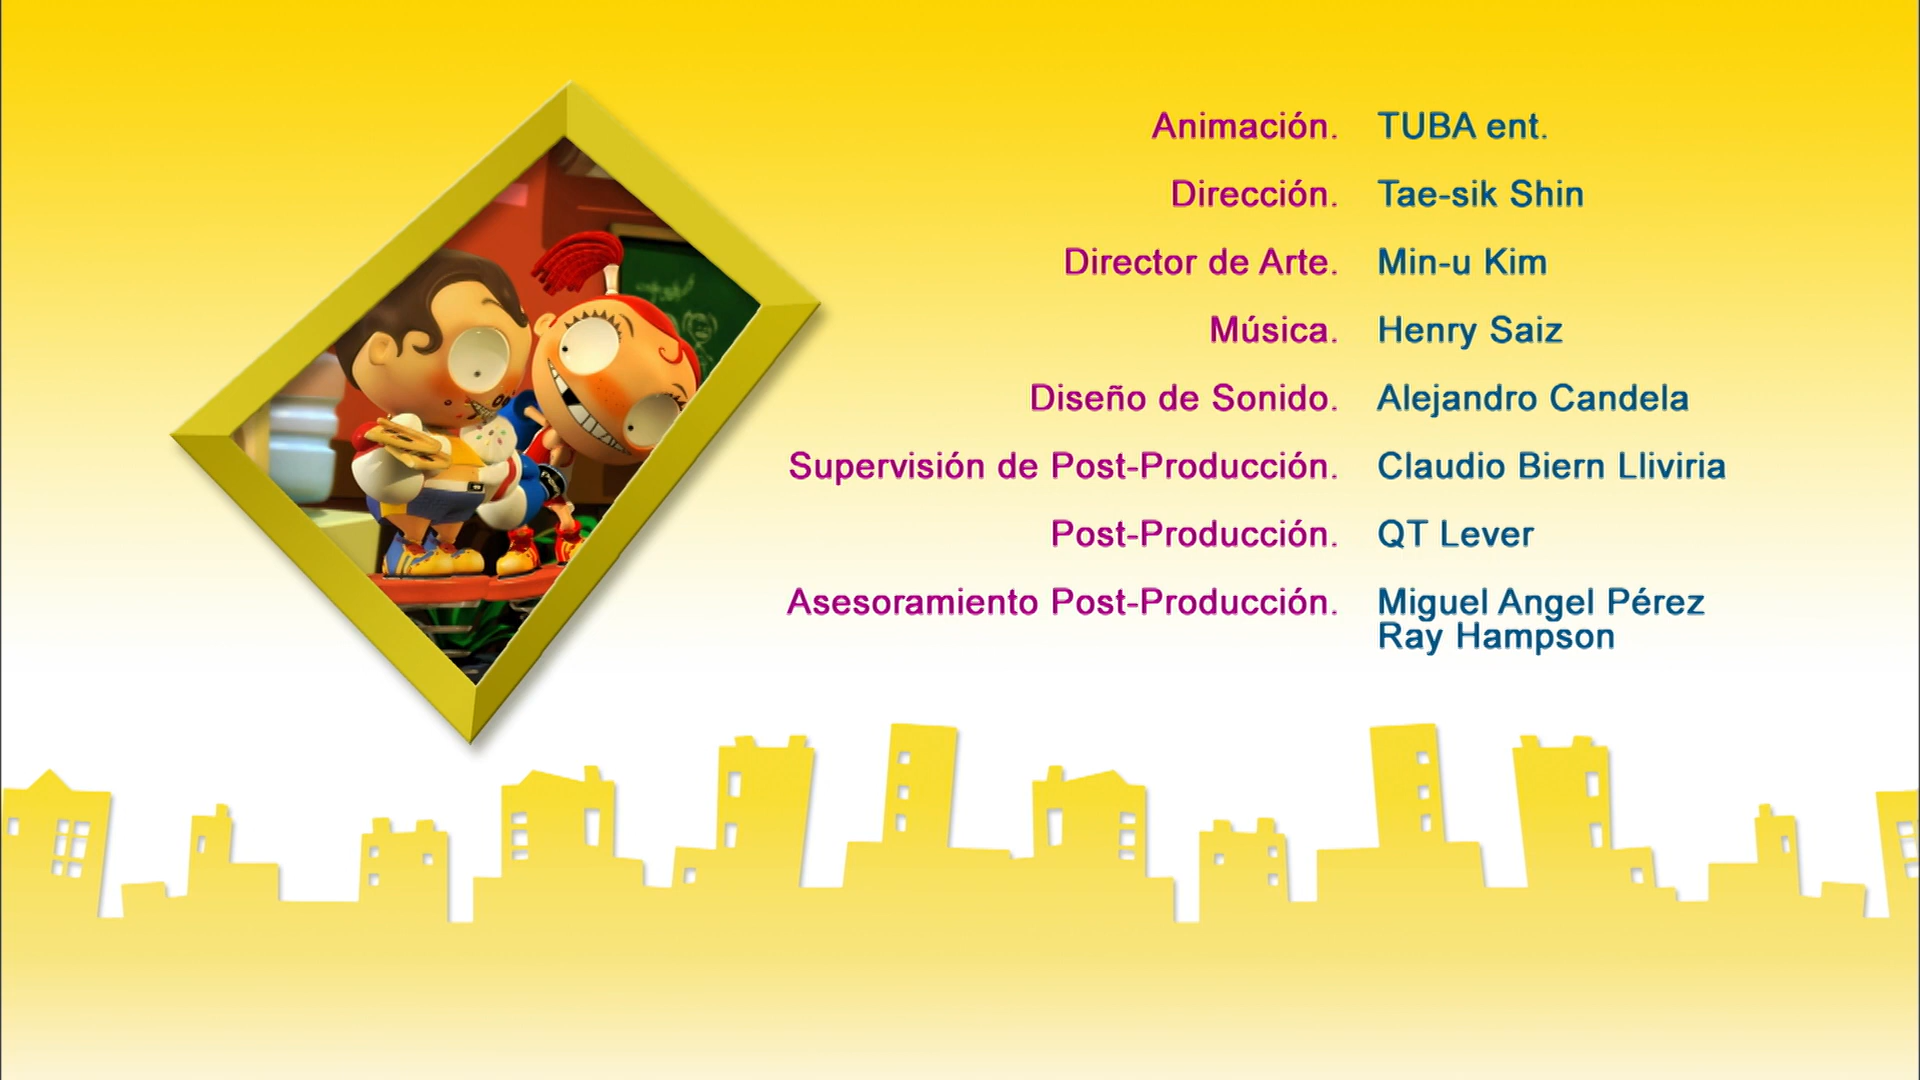 Animación. TUBA ent.
Dirección. Tae-sik Shin
Director de Arte. Min-u Kim
Música. Henry Saiz
Diseño de Sonido. Alejandro Candela
Supervisión de Post-Producción. Claudio Biern Lliviria
Post-Producción. QT Lever
Asesoramiento Post-Producción. Miguel Angel Pérez
Ray Hampson